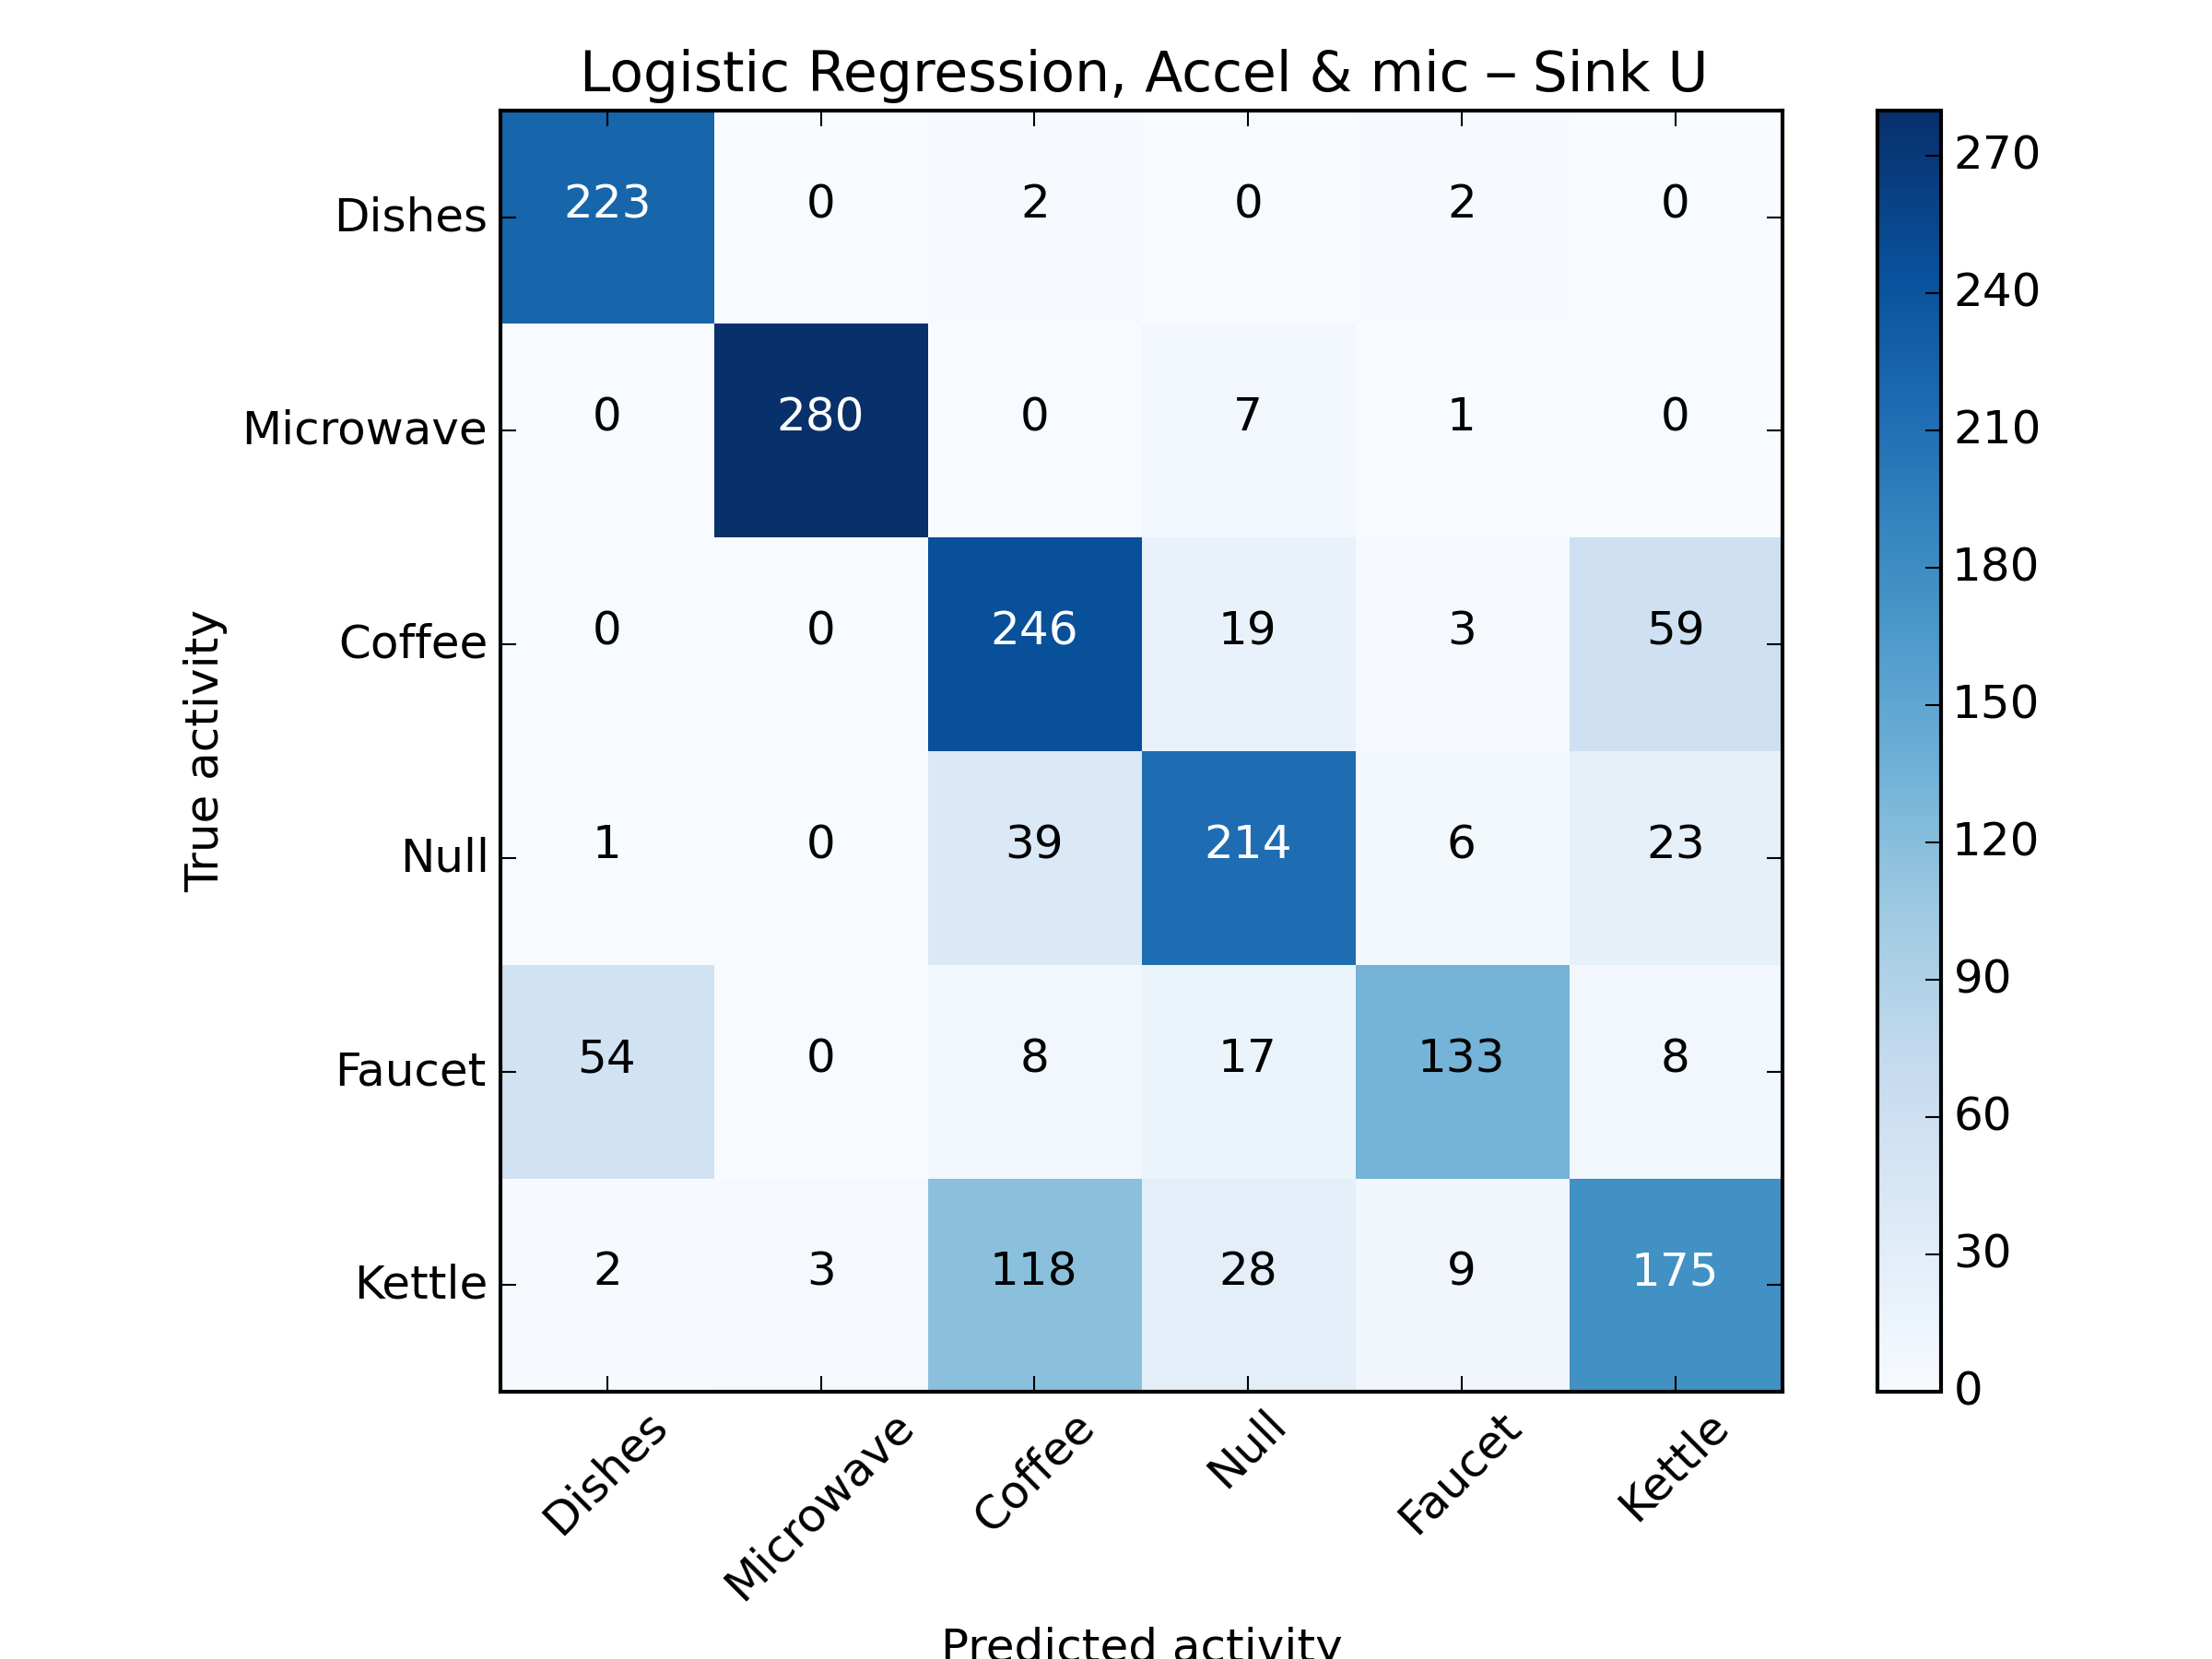 Logistic Regression, Accel & mic – Sink U
Dishes 223 0 2 0 2 0
Microwave 0 280 0 7 1 0
Coffee 0 0 246 19 3 59
Null 1 0 39 214 6 23
Faucet 54 0 8 17 133 8
Kettle 2 3 118 28 9 175
True activity
Dishes Microwave Coffee Null Faucet Kettle
Predicted activity
270
240
210
180
150
120
90
60
30
0